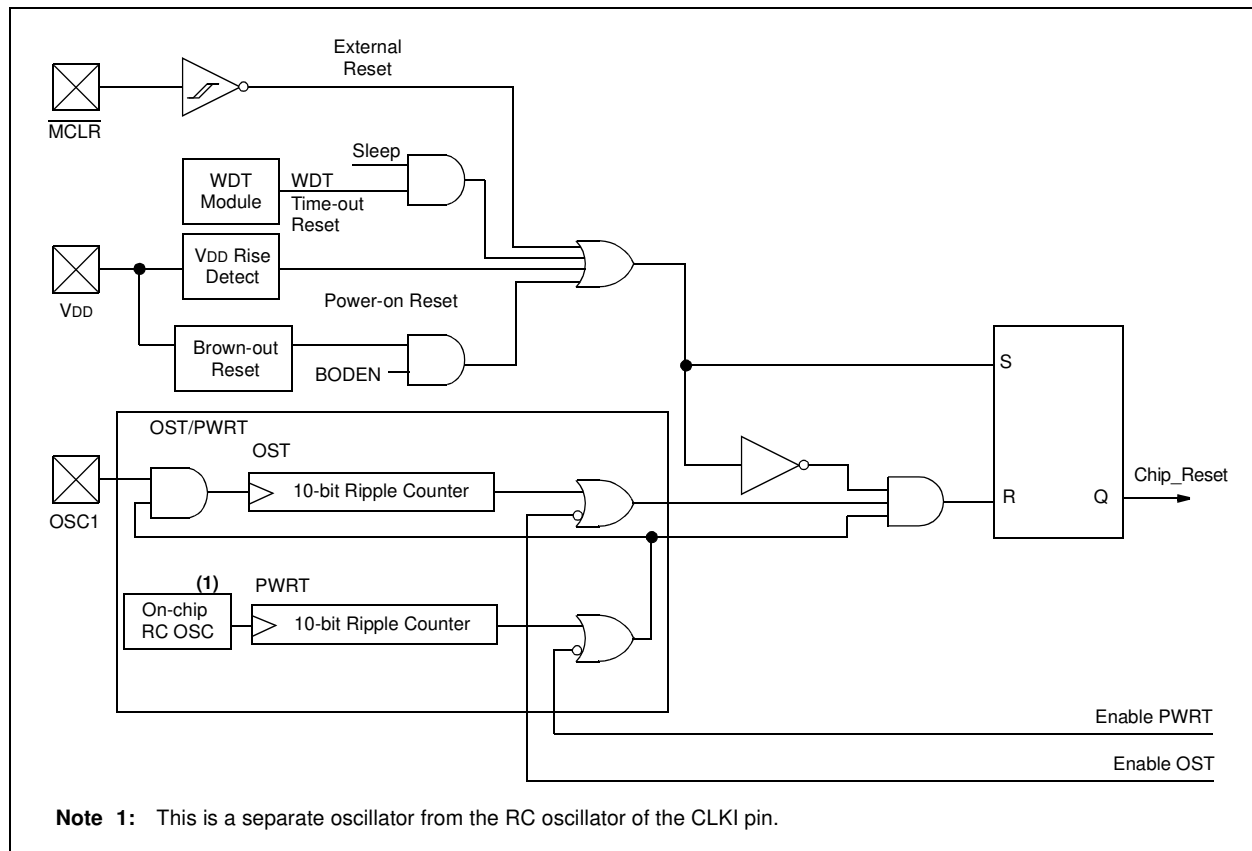 External
Reset
MCLR
Sleep
WDT
Module
WDT
Time-out
Reset
VDD Rise
Detect
VDD
Power-on Reset
Brown-out
Reset
BODEN
S
OST/PWRT
OST
10-bit Ripple Counter
OSC1
R
Q
Chip_Reset
(1)
PWRT
On-chip
RC OSC
10-bit Ripple Counter
Enable PWRT
Enable OST
Note 1: This is a separate oscillator from the RC oscillator of the CLKI pin.